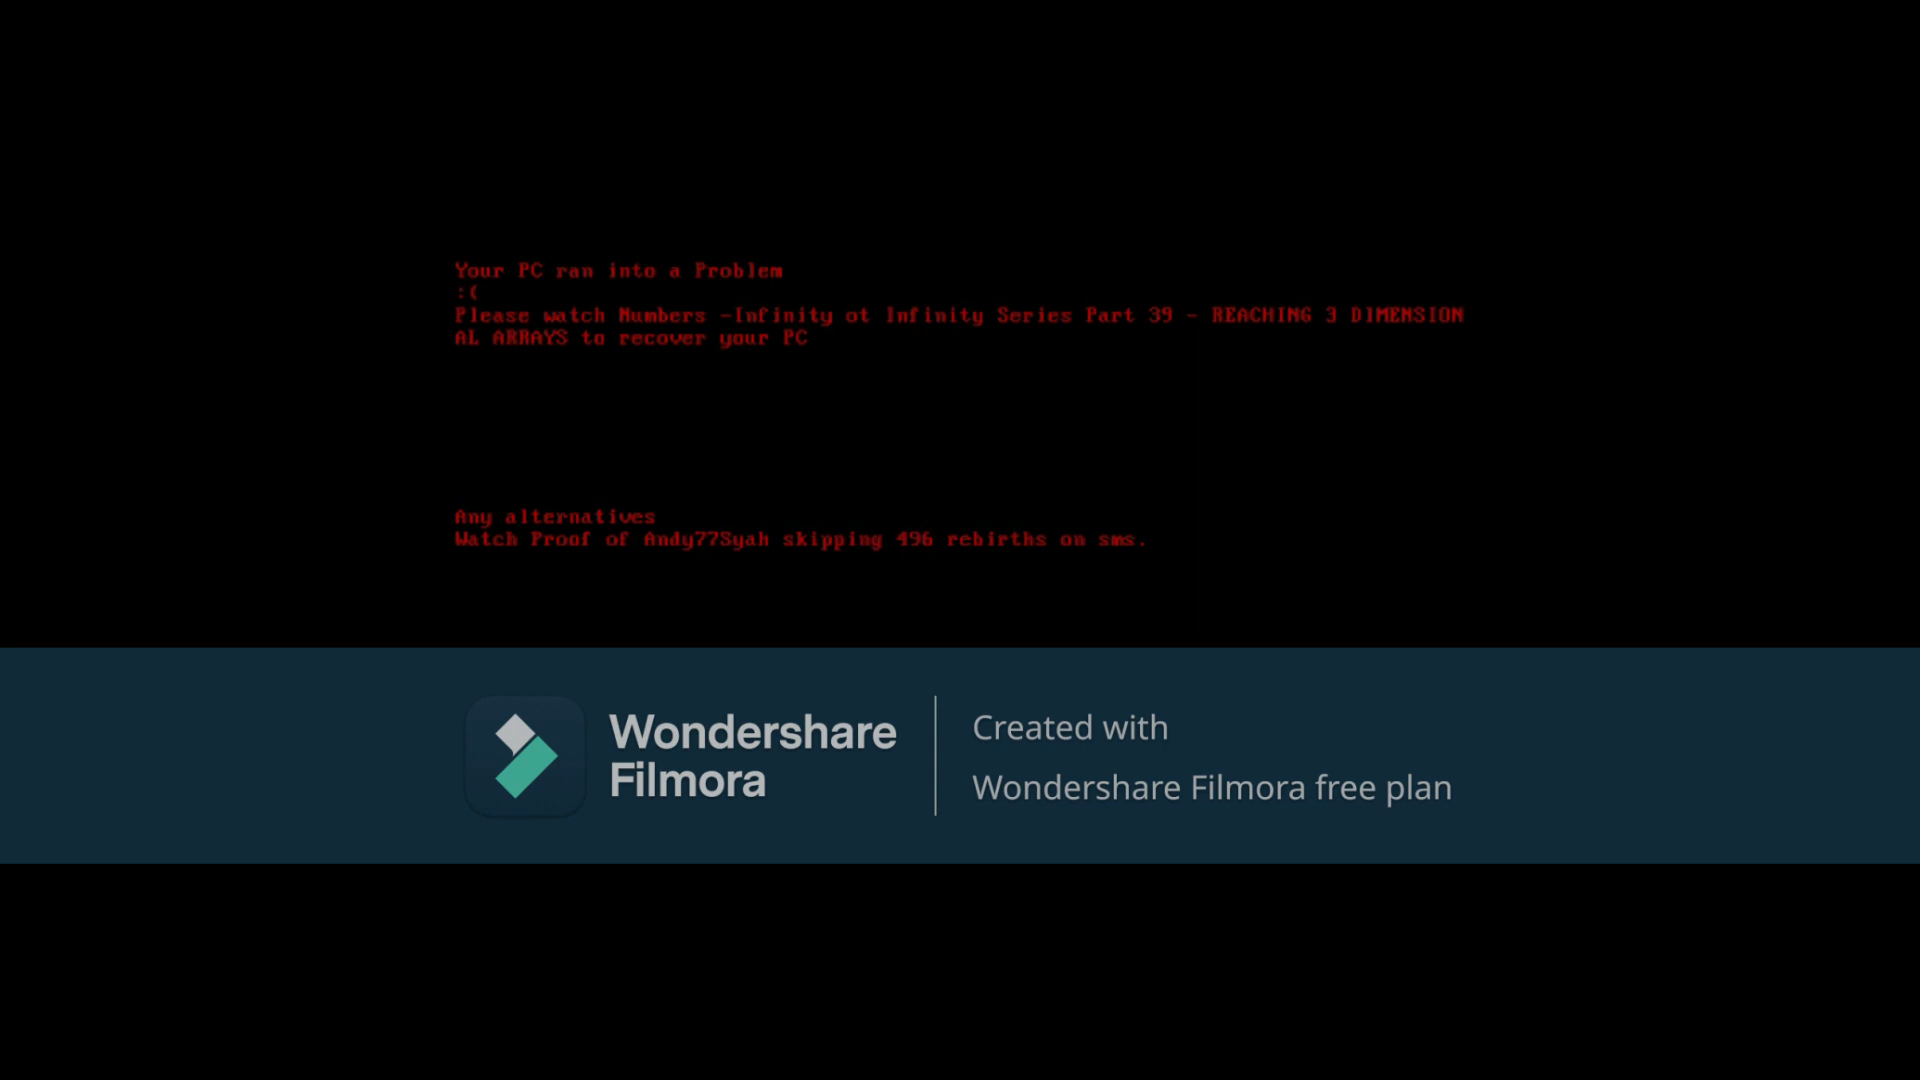 Your PC ran into a Problem
:(
Please watch Numbers -Infinity ot Infinity Series Part 39 - REACHING 3 DIMENSION
AL ARRAYS to recover your PC
Any alternatives
Watch Proof of Andy77Syah skipping 496 rebirths on sms.
Wondershare
Filmora
Created with
Wondershare Filmora free plan